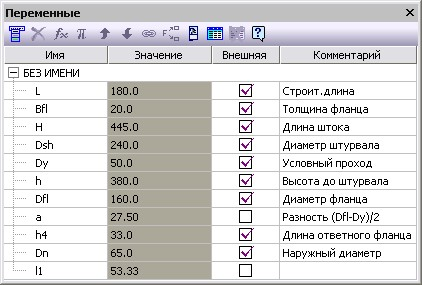 Переменные
Имя Значение Внешняя Комментарий
БЕЗ ИМЕНИ
L 180.0 Строит.длина
Bfl 20.0 Толщина фланца
H 445.0 Длина штока
Dsh 240.0 Диаметр штурвала
Dy 50.0 Условный проход
h 380.0 Высота до штурвала
Dfl 160.0 Диаметр фланца
a 27.50 Разность (Dfl-Dy)/2
h4 33.0 Длина ответного фланца
Dn 65.0 Наружный диаметр
l1 53.33